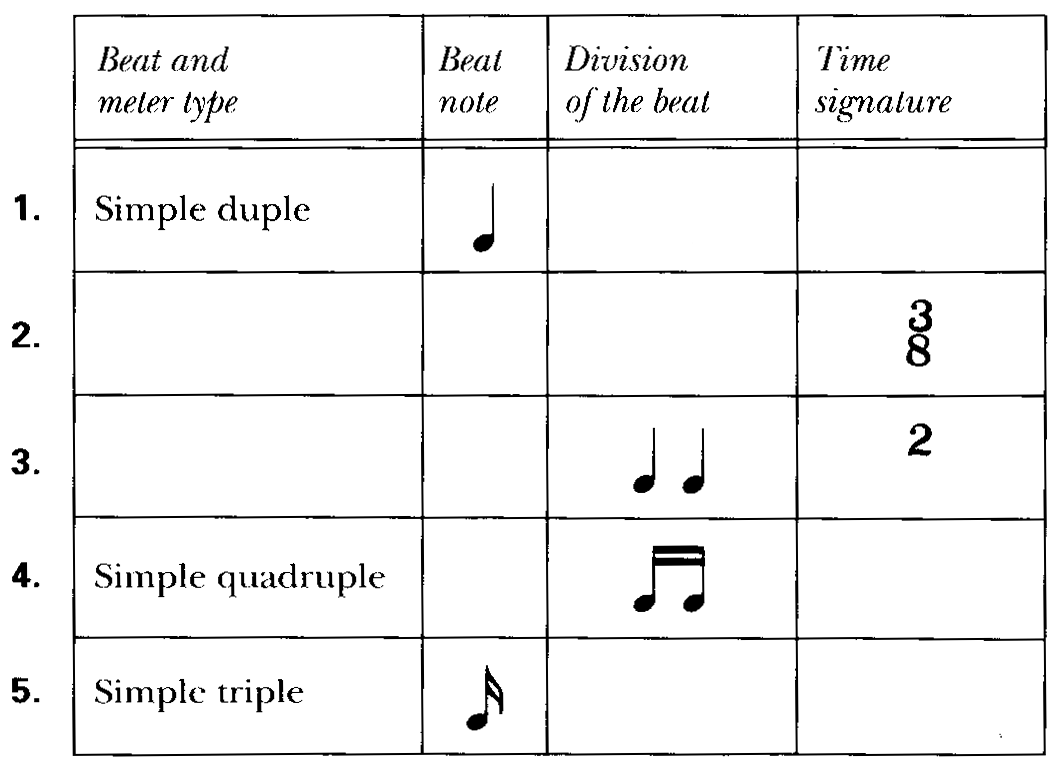 Beat and
meter type
Beat
note
Division
of the beat
Time
signature
1. Simple duple
2. 3
8
3. 2
4. Simple quadruple
5. Simple triple